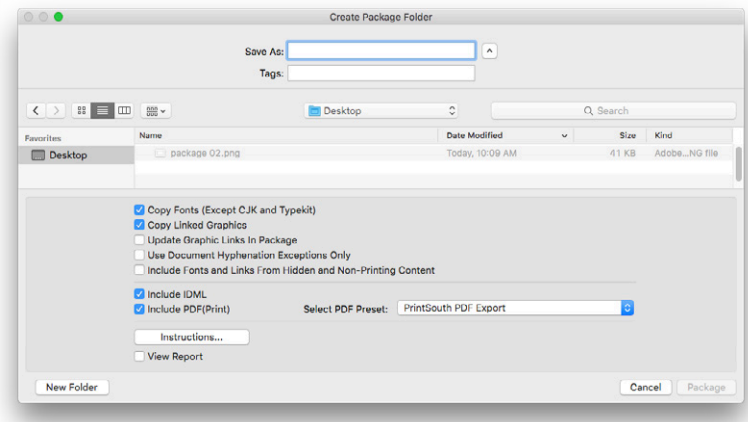 Create Package Folder
Save As:
Tags:
Desktop
Search
Favorites
Name Date Modified Size Kind
Desktop
package 02.png Today, 10:09 AM 41 KB Adobe...NG file
Copy Fonts (Except CJK and Typekit)
Copy Linked Graphics
Update Graphic Links In Package
Use Document Hyphenation Exceptions Only
Include Fonts and Links From Hidden and Non-Printing Content
Include IDML
Include PDF(Print) Select PDF Preset: PrintSouth PDF Export
Instructions...
View Report
New Folder Cancel Package